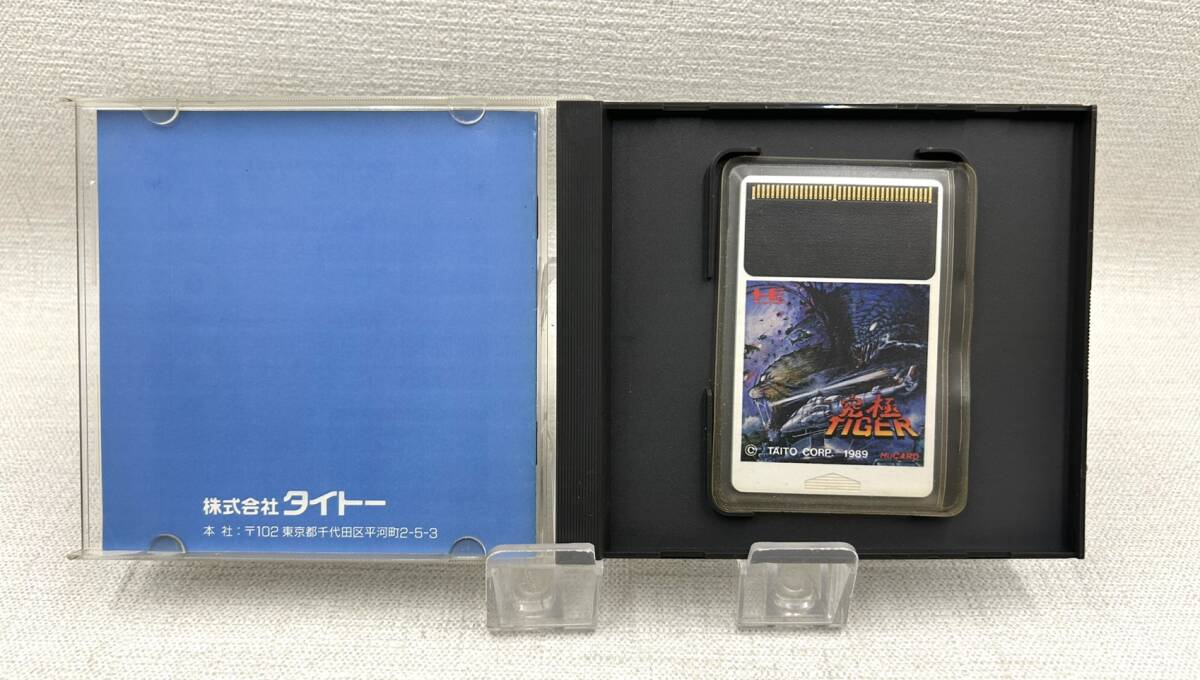 株式会社 タイトー
本 社 : 〒102 東京都千代田区平河町2-5-3
HE
究極
TIGER
© TAITO CORP. 1989 HuCARD